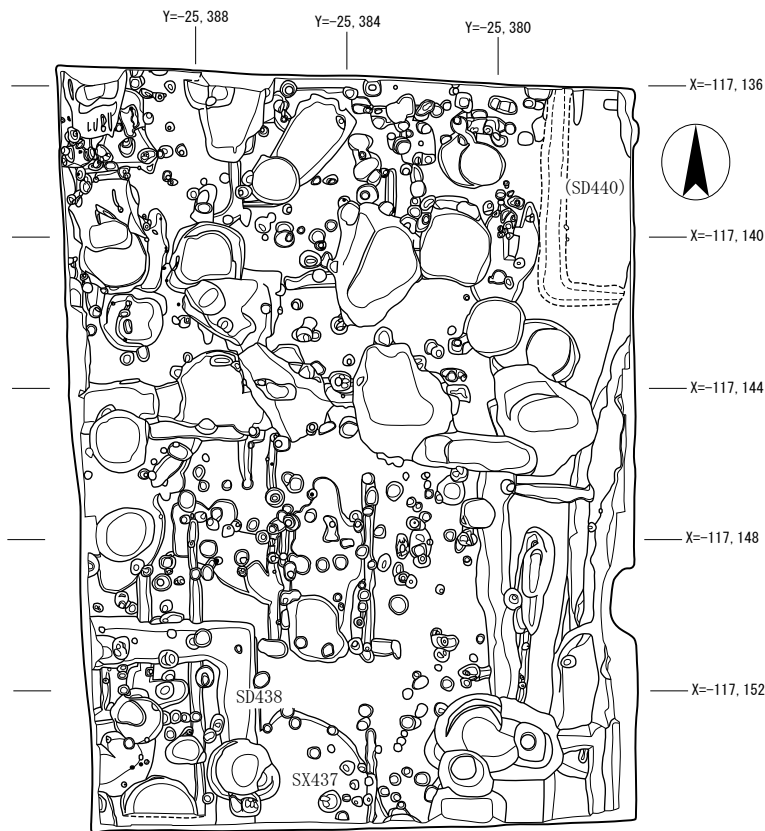 Y=-25, 388
Y=-25, 384
Y=-25, 380
X=-117, 136
(SD440)
X=-117, 140
X=-117, 144
X=-117, 148
X=-117, 152
SD438
SX437